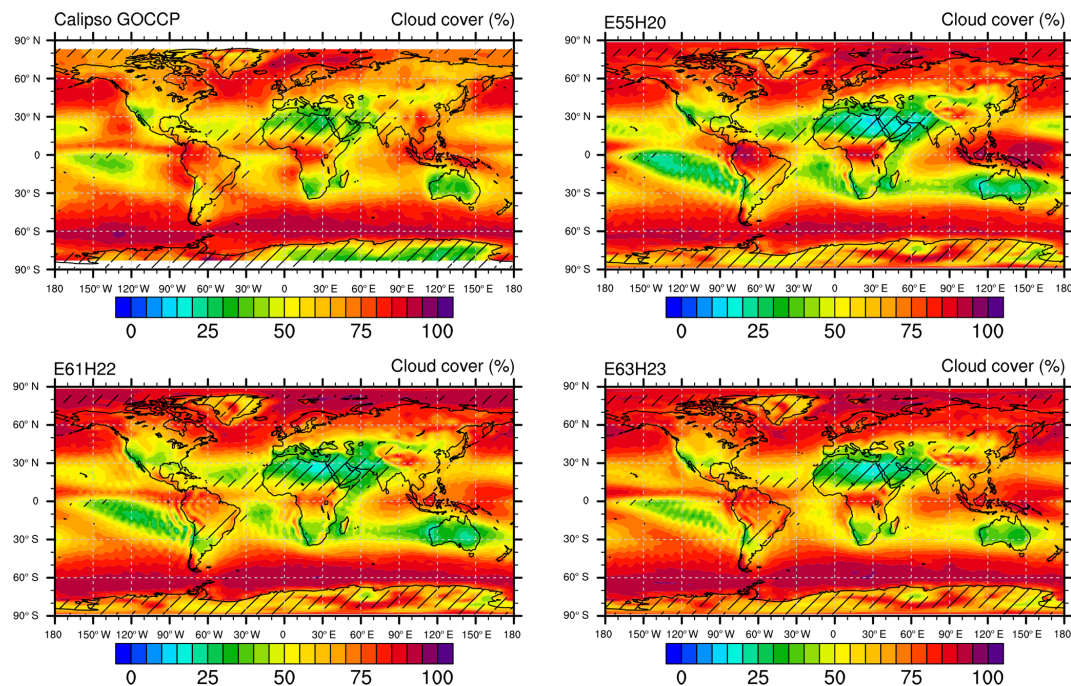 Calipso GOCCP Cloud cover (%)
90° N
60° N
30° N
0
30° S
60° S
90° S
180 150° W 120° W 90° W 60° W 30° W 0 30° E 60° E 90° E 120° E 150° E 180
0 25 50 75 100
E55H20 Cloud cover (%)
90° N
60° N
30° N
0
30° S
60° S
90° S
180 150° W 120° W 90° W 60° W 30° W 0 30° E 60° E 90° E 120° E 150° E 180
0 25 50 75 100
E61H22 Cloud cover (%)
90° N
60° N
30° N
0
30° S
60° S
90° S
180 150° W 120° W 90° W 60° W 30° W 0 30° E 60° E 90° E 120° E 150° E 180
0 25 50 75 100
E63H23 Cloud cover (%)
90° N
60° N
30° N
0
30° S
60° S
90° S
180 150° W 120° W 90° W 60° W 30° W 0 30° E 60° E 90° E 120° E 150° E 180
0 25 50 75 100